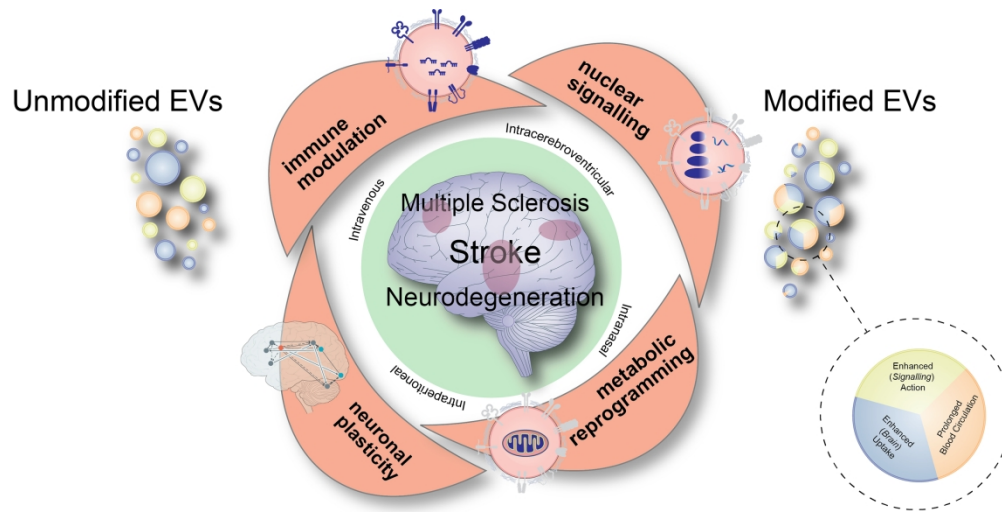 Unmodified EVs
immune
modulation
nuclear
signalling
Modified EVs
Intravenous
Intracerebroventricular
Multiple Sclerosis
Stroke
Neurodegeneration
Intraperitoneal
Intranasal
neuronal
plasticity
metabolic
reprogramming
Enhanced
(Signalling)
Action
Enhanced
(Brain)
Uptake
Prolonged
Blood Circulation